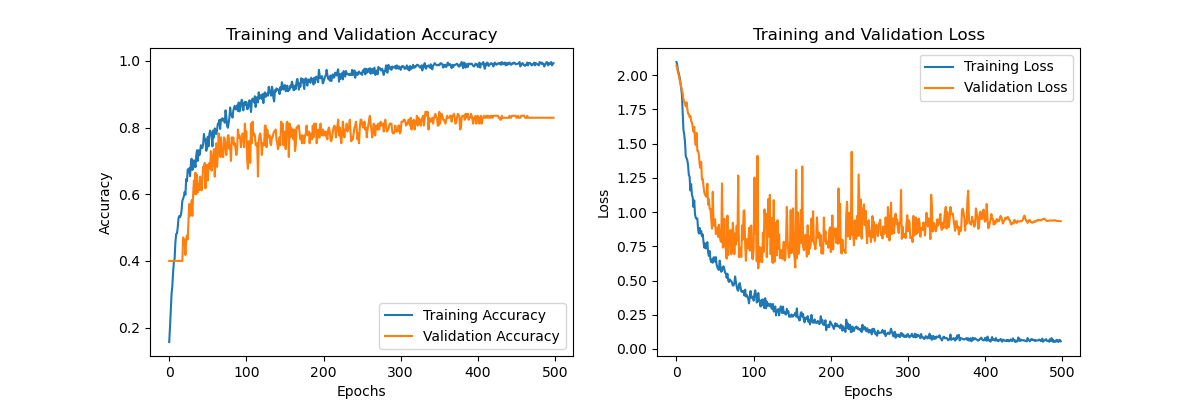 Training and Validation Accuracy
1.0
0.8
0.6
0.4
0.2
Accuracy
0
100
200
300
400
500
Epochs
Training Accuracy
Validation Accuracy
Training and Validation Loss
2.00
1.75
1.50
1.25
1.00
0.75
0.50
0.25
0.00
Loss
0
100
200
300
400
500
Epochs
Training Loss
Validation Loss